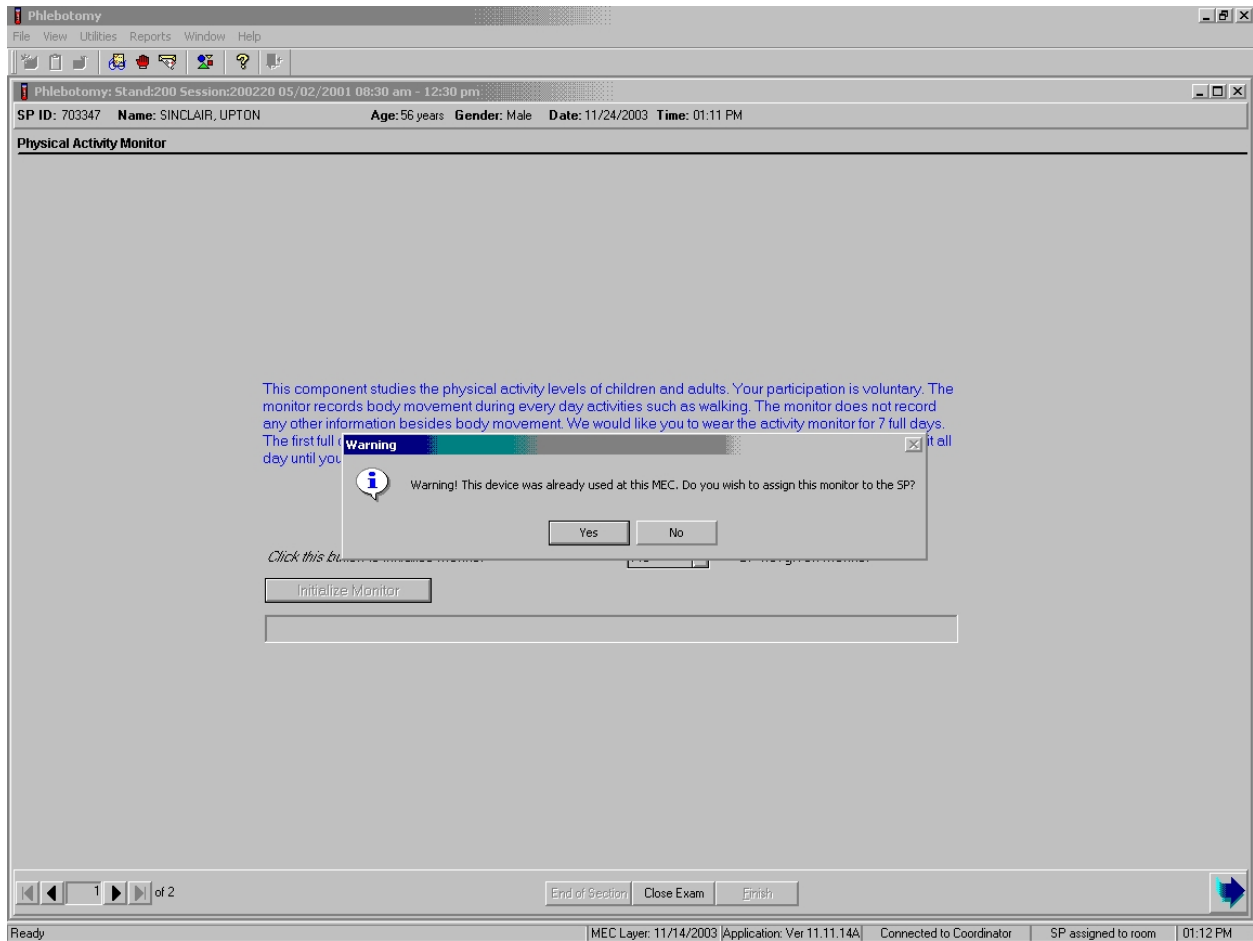 Phlebotomy
File View Utilities Reports Window Help
Phlebotomy: Stand:200 Session:200220 05/02/2001 08:30 am - 12:30 pm
SP ID: 703347 Name: SINCLAIR, UPTON Age: 56 years Gender: Male Date: 11/24/2003 Time: 01:11 PM
Physical Activity Monitor
This component studies the physical activity levels of children and adults. Your participation is voluntary. The
monitor records body movement during every day activities such as walking. The monitor does not record
any other information besides body movement. We would like you to wear the activity monitor for 7 full days.
The first full it all
day until you
Warning
Warning! This device was already used at this MEC. Do you wish to assign this monitor to the SP?
Yes No
Click this
Initialize Monitor
1 of 2
End of Section Close Exam Finish
Ready MEC Layer: 11/14/2003 Application: Ver 11.11.14A Connected to Coordinator SP assigned to room 01:12 PM